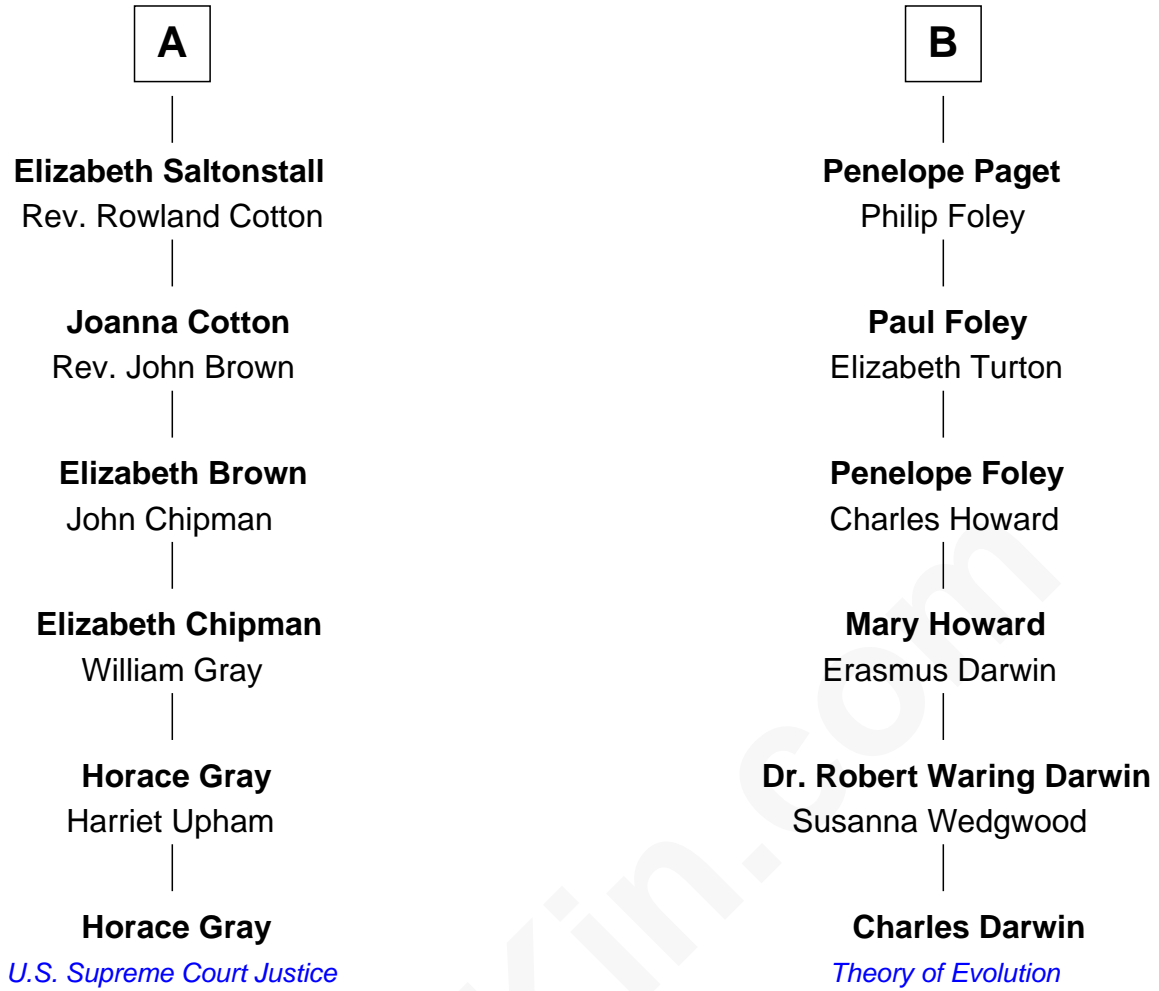 A
B
Elizabeth Saltonstall
Rev. Rowland Cotton
Penelope Paget
Philip Foley
Joanna Cotton
Rev. John Brown
Paul Foley
Elizabeth Turton
Elizabeth Brown
John Chipman
Penelope Foley
Charles Howard
Elizabeth Chipman
William Gray
Mary Howard
Erasmus Darwin
Horace Gray
Harriet Upham
Dr. Robert Waring Darwin
Susanna Wedgwood
Horace Gray
U.S. Supreme Court Justice
Charles Darwin
Theory of Evolution
kin.com